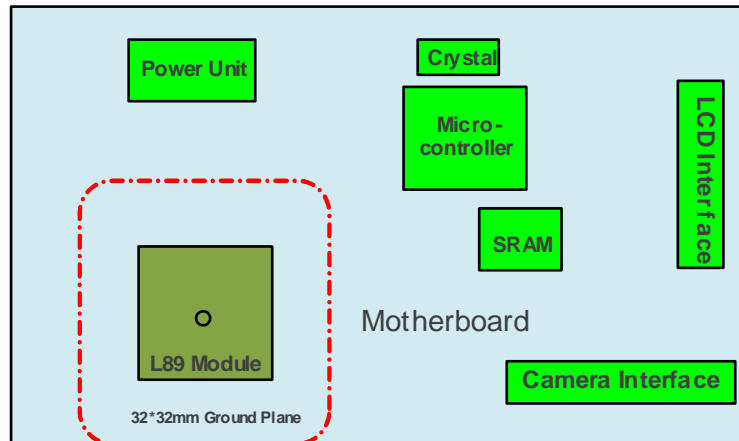 Power Unit
Crystal
Micro-
controller
LCD Interface
SRAM
Motherboard
L89 Module
Camera Interface
32*32mm Ground Plane